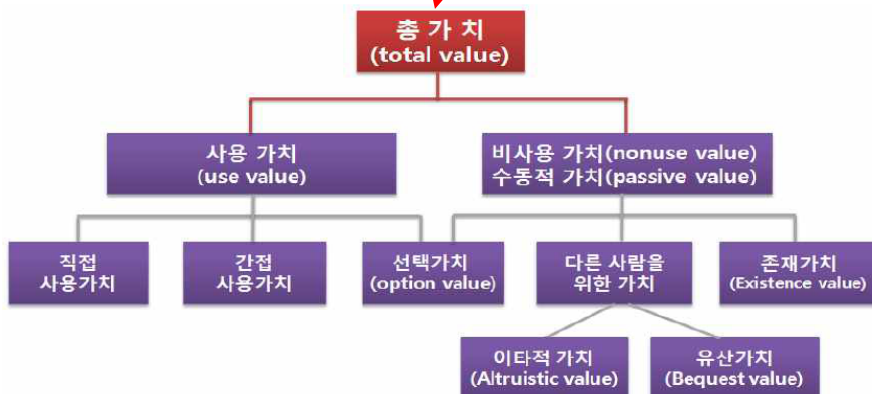 총 가 치
(total value)
사용 가치
(use value)
비사용 가치(nonuse value)
수동적 가치(passive value)
직접
사용가치
간접
사용가치
선택가치
(option value)
다른 사람을
위한 가치
존재가치
(Existence value)
이타적 가치
(Altruistic value)
유산가치
(Bequest value)